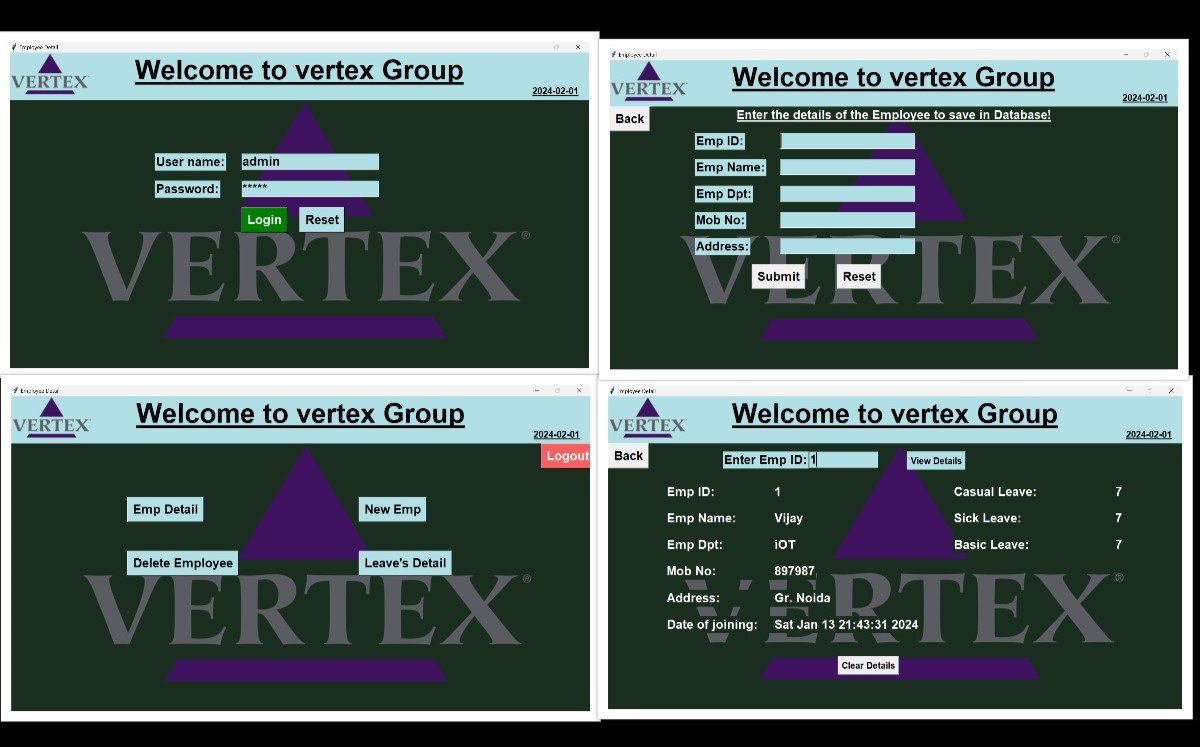 Employee Detail
VERTEX
Welcome to vertex Group
2024-02-01
User name: admin
Password: *****
Login Reset
VERTEX®
Employee Detail
VERTEX
Welcome to vertex Group
2024-02-01
Back
Enter the details of the Employee to save in Database!
Emp ID:
Emp Name:
Emp Dpt:
Mob No:
Address:
Submit Reset
VERTEX®
Employee Detail
VERTEX
Welcome to vertex Group
2024-02-01
Logout
Emp Detail New Emp
Delete Employee Leave's Detail
VERTEX®
Employee Detail
VERTEX
Welcome to vertex Group
2024-02-01
Back Enter Emp ID: 1 View Details
Emp ID: 1 Casual Leave: 7
Emp Name: Vijay Sick Leave: 7
Emp Dpt: iOT Basic Leave: 7
Mob No: 897987
Address: Gr. Noida
Date of joining: Sat Jan 13 21:43:31 2024
VERTEX®
Clear Details